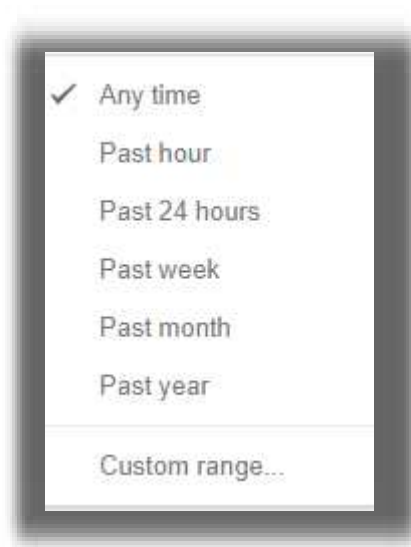 Any time
Past hour
Past 24 hours
Past week
Past month
Past year
Custom range...